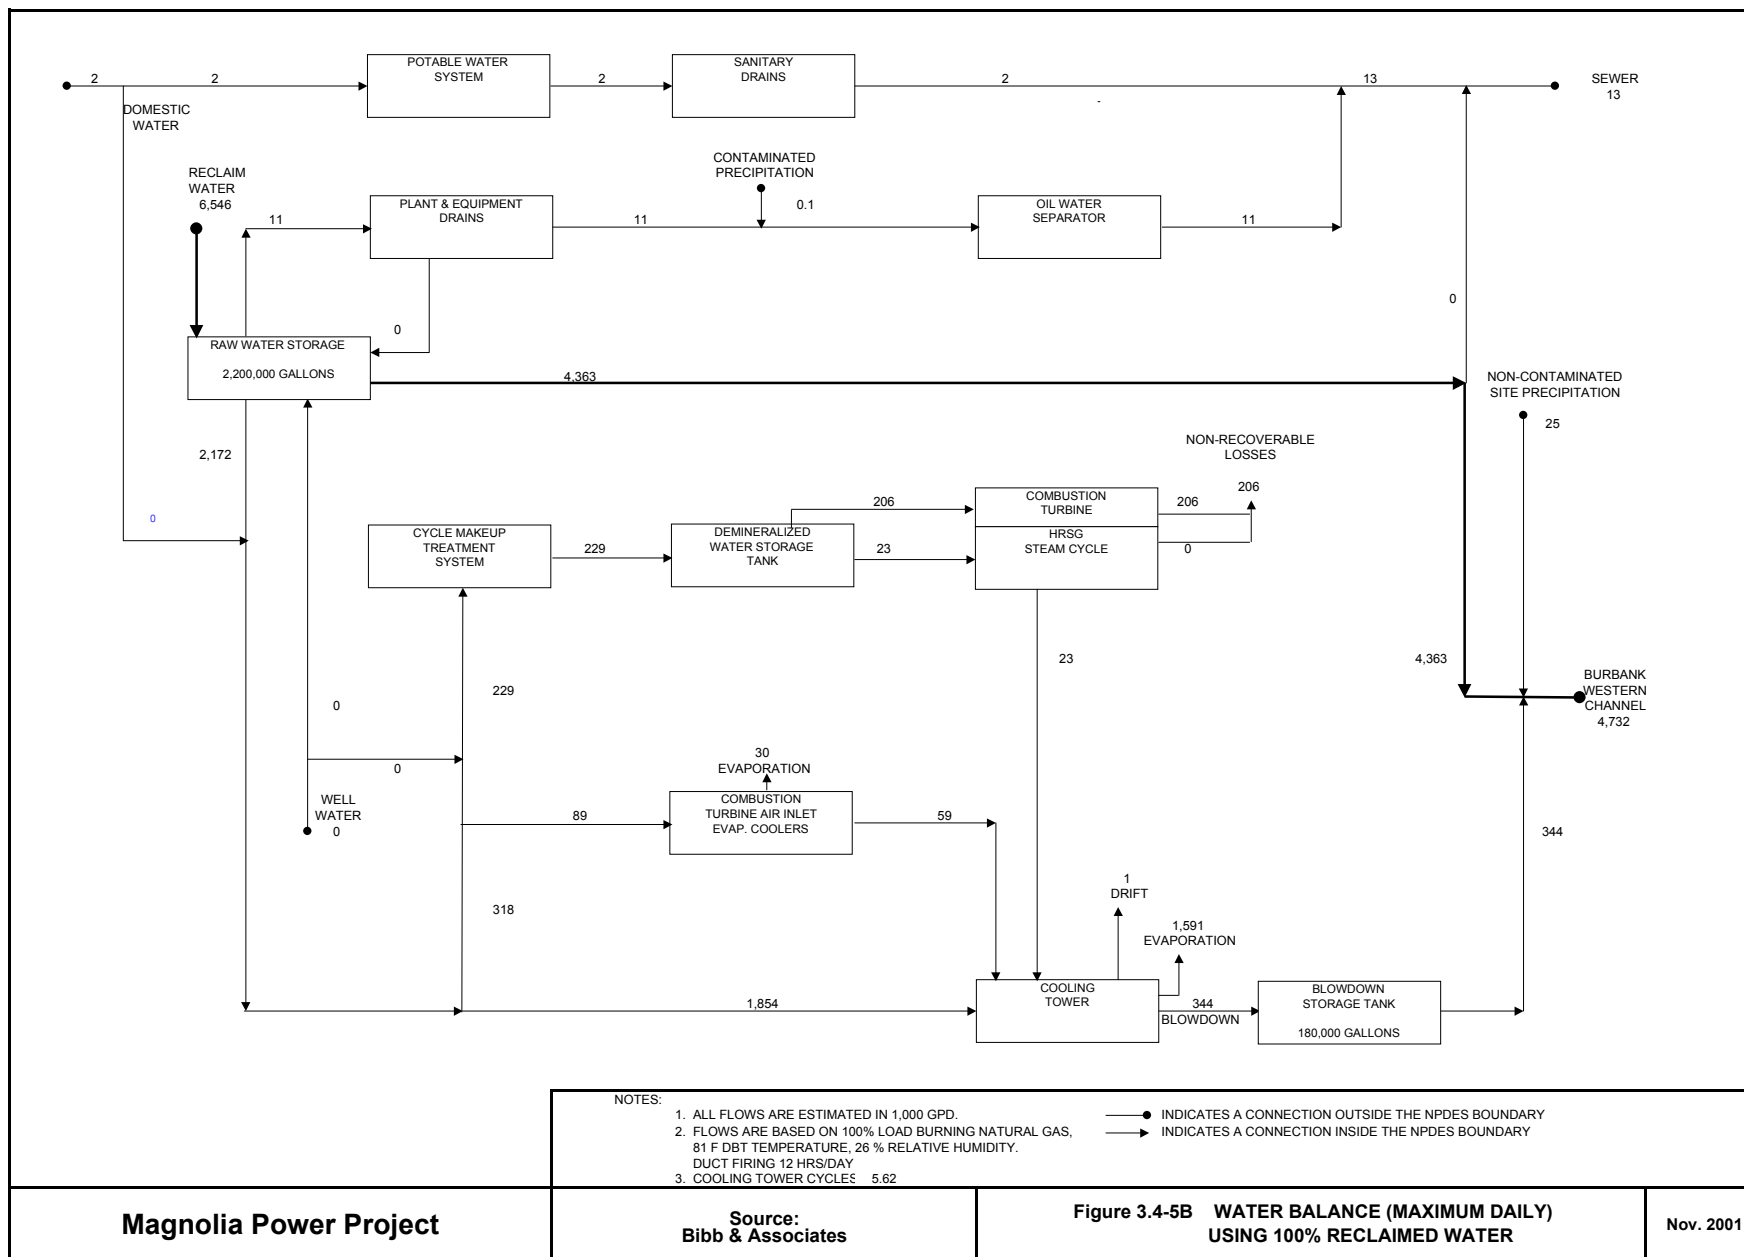 2
2
POTABLE WATER
SYSTEM
2
SANITARY
DRAINS
2
13
SEWER
13
DOMESTIC
WATER
-
RECLAIM
WATER
6,546
11
PLANT & EQUIPMENT
DRAINS
11
CONTAMINATED
PRECIPITATION
0.1
OIL WATER
SEPARATOR
11
0
0
RAW WATER STORAGE
2,200,000 GALLONS
4,363
NON-CONTAMINATED
SITE PRECIPITATION
25
2,172
NON-RECOVERABLE
LOSSES
206
0
CYCLE MAKEUP
TREATMENT
SYSTEM
229
DEMINERALIZED
WATER STORAGE
TANK
206
23
COMBUSTION
TURBINE
HRSG
STEAM CYCLE
206
0
23
4,363
BURBANK
WESTERN
CHANNEL
4,732
229
0
0
WELL
WATER
0
30
EVAPORATION
89
COMBUSTION
TURBINE AIR INLET
EVAP. COOLERS
59
344
318
1
DRIFT
1,591
EVAPORATION
1,854
COOLING
TOWER
344
BLOWDOWN
BLOWDOWN
STORAGE TANK
180,000 GALLONS
NOTES:
1. ALL FLOWS ARE ESTIMATED IN 1,000 GPD.
2. FLOWS ARE BASED ON 100% LOAD BURNING NATURAL GAS,
81 F DBT TEMPERATURE, 26 % RELATIVE HUMIDITY.
DUCT FIRING 12 HRS/DAY
3. COOLING TOWER CYCLES 5.62
INDICATES A CONNECTION OUTSIDE THE NPDES BOUNDARY
INDICATES A CONNECTION INSIDE THE NPDES BOUNDARY
Magnolia Power Project
Source:
Bibb & Associates
Figure 3.4-5B WATER BALANCE (MAXIMUM DAILY)
USING 100% RECLAIMED WATER
Nov. 2001